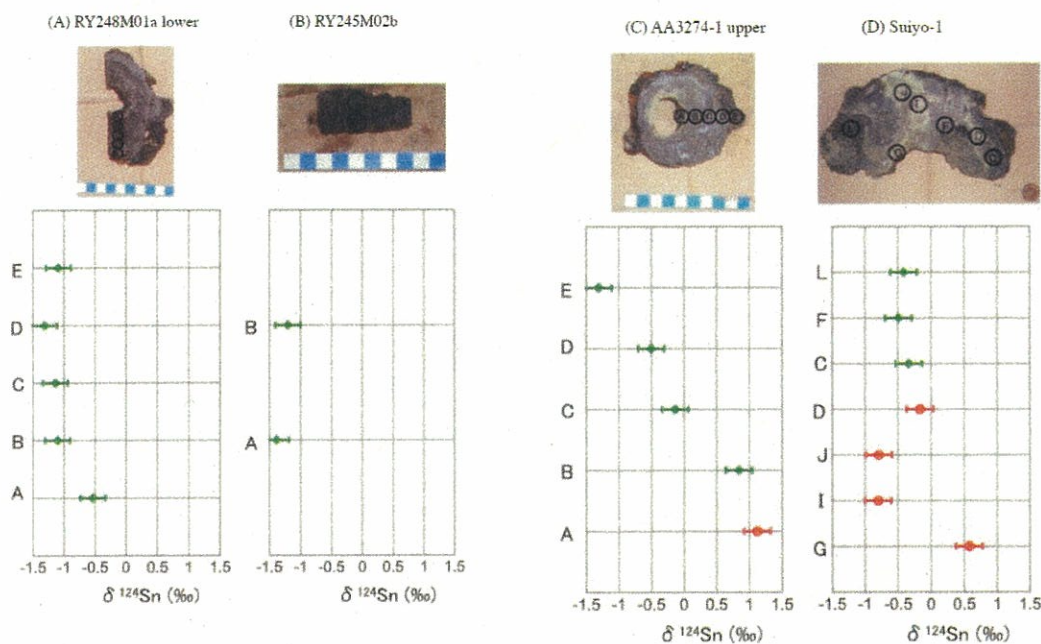 (A) RY248M01a lower
(B) RY245M02b
(C) AA3274-1 upper
(D) Suiyo-1
E
D
C
B
A
-1.5 -1 -0.5 0 0.5 1 1.5
δ ¹²⁴Sn (‰)
B
A
-1.5 -1 -0.5 0 0.5 1 1.5
δ ¹²⁴Sn (‰)
E
D
C
B
A
-1.5 -1 -0.5 0 0.5 1 1.5
δ ¹²⁴Sn (‰)
L
F
C
D
J
I
G
-1.5 -1 -0.5 0 0.5 1 1.5
δ ¹²⁴Sn (‰)